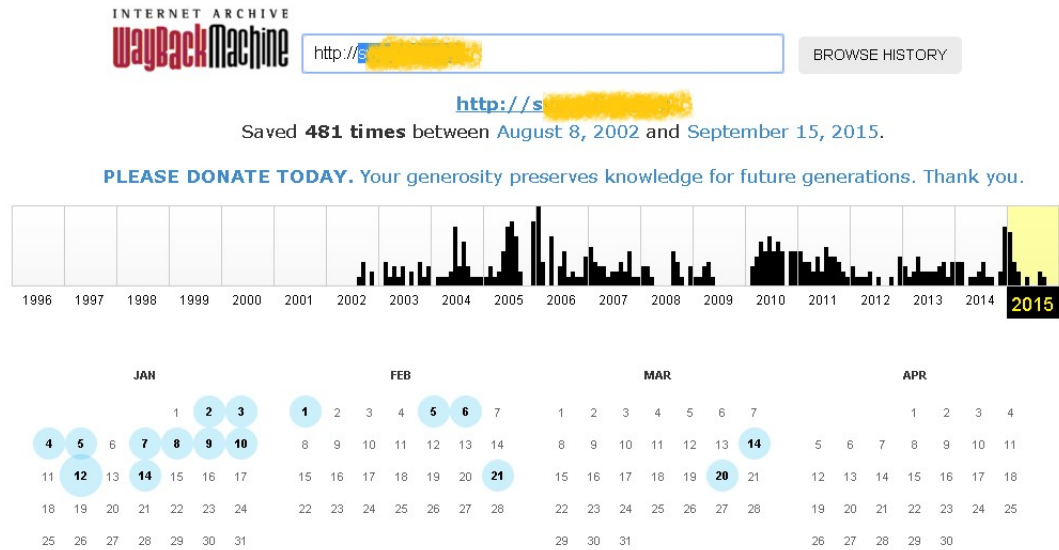 INTERNET ARCHIVE
WayBackMachine
http://s
BROWSE HISTORY
http://s
Saved 481 times between August 8, 2002 and September 15, 2015.
PLEASE DONATE TODAY. Your generosity preserves knowledge for future generations. Thank you.
1996 1997 1998 1999 2000 2001 2002 2003 2004 2005 2006 2007 2008 2009 2010 2011 2012 2013 2014 2015
JAN FEB MAR APR
1 2 3 1 2 3 4 5 6 7 1 2 3 4 5 6 7 1 2 3 4
4 5 6 7 8 9 10 8 9 10 11 12 13 14 8 9 10 11 12 13 14 5 6 7 8 9 10 11
11 12 13 14 15 16 17 15 16 17 18 19 20 21 15 16 17 18 19 20 21 12 13 14 15 16 17 18
18 19 20 21 22 23 24 22 23 24 25 26 27 28 22 23 24 25 26 27 28 19 20 21 22 23 24 25
25 26 27 28 29 30 31 29 30 31 26 27 28 29 30